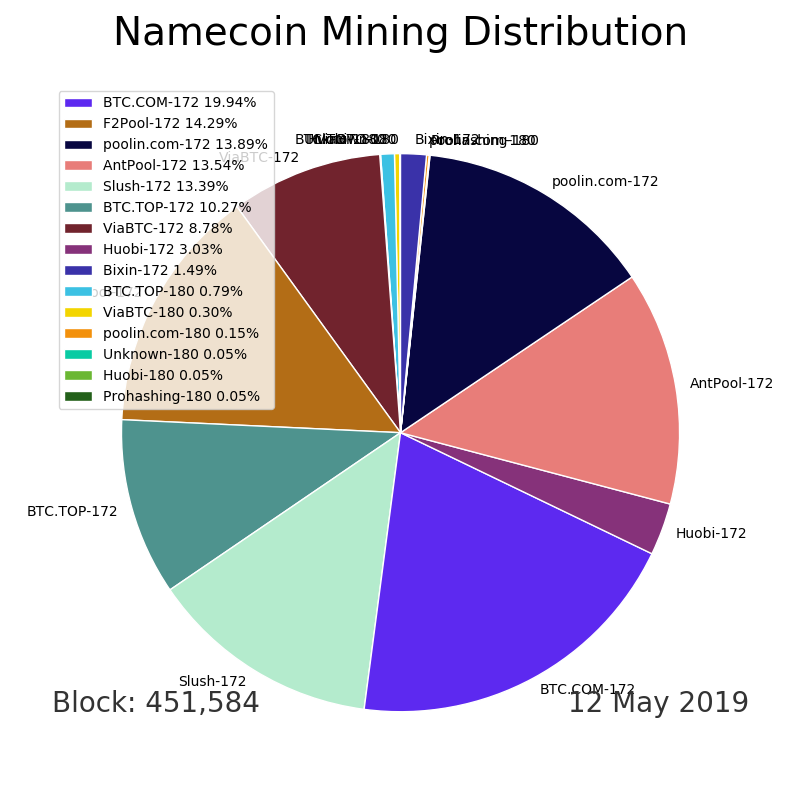 Namecoin Mining Distribution
BTC.COM-172 19.94%
F2Pool-172 14.29%
poolin.com-172 13.89%
AntPool-172 13.54%
Slush-172 13.39%
BTC.TOP-172 10.27%
ViaBTC-172 8.78%
Huobi-172 3.03%
Bixin-172 1.49%
BTC.TOP-180 0.79%
ViaBTC-180 0.30%
poolin.com-180 0.15%
Unknown-180 0.05%
Huobi-180 0.05%
Prohashing-180 0.05%
ViaBTC-172
Bixin-172
poolin.com-172
AntPool-172
Huobi-172
BTC.TOP-172
Slush-172
BTC.COM-172
Block: 451,584
12 May 2019